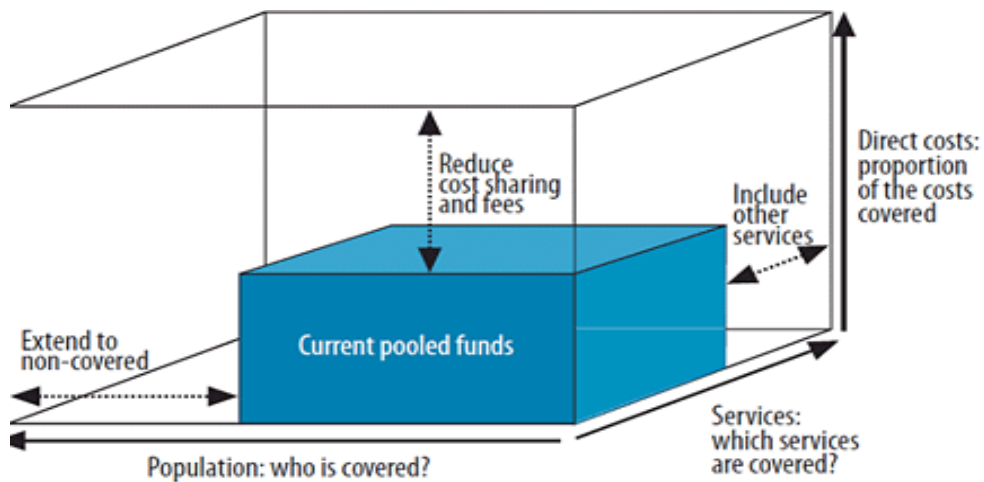 Reduce
cost sharing
and fees
Include
other
services
Direct costs:
proportion
of the costs
covered
Extend to
non-covered
Current pooled funds
Services:
which services
are covered?
Population: who is covered?